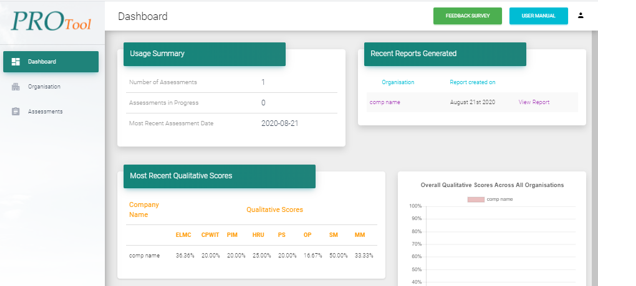 PROTool
Dashboard
FEEDBACK SURVEY
USER MANUAL
Dashboard
Organisation
Assessments
Usage Summary
Number of Assessments 1
Assessments in Progress 0
Most Recent Assessment Date 2020-08-21
Recent Reports Generated
Organisation Report created on
comp name August 21st 2020 View Report
Most Recent Qualitative Scores
Company Name Qualitative Scores
ELMC CPWIT PIM HRU PS OP SM MM
comp name 36.36% 20.00% 20.00% 25.00% 20.00% 16.67% 50.00% 33.33%
Overall Qualitative Scores Across All Organisations
comp name
100%
90%
80%
70%
60%
50%
40%